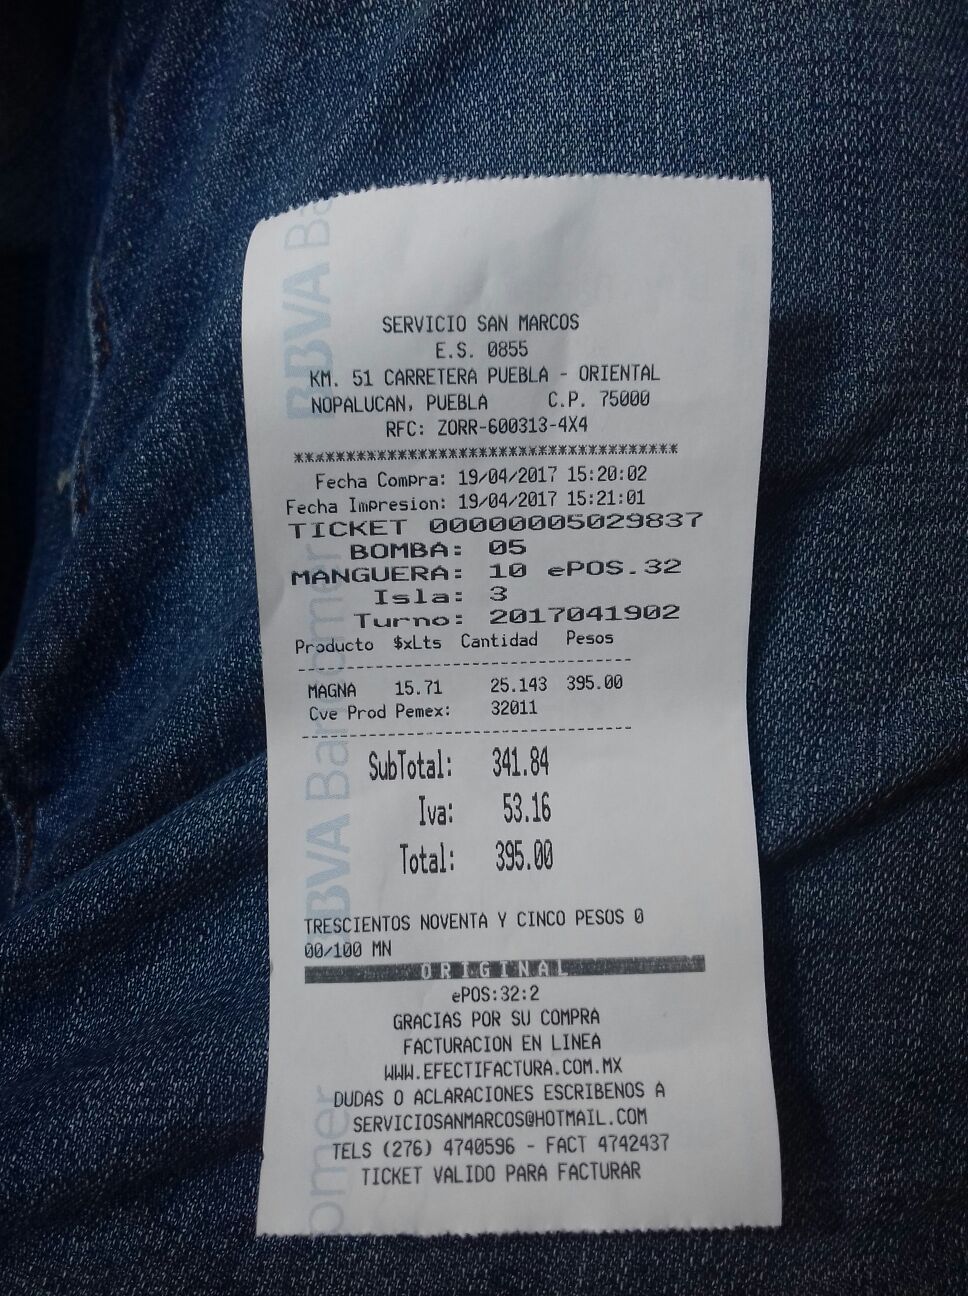 SERVICIO SAN MARCOS
E.S. 0855
KM. 51 CARRETERA PUEBLA - ORIENTAL
NOPALUCAN, PUEBLA C.P. 75000
RFC: ZORR-600313-4X4
*************************************
Fecha Compra: 19/04/2017 15:20:02
Fecha Impresion: 19/04/2017 15:21:01
TICKET 00000005029837
BOMBA: 05
MANGUERA: 10 ePOS.32
Isla: 3
Turno: 2017041902
Producto $xLts Cantidad Pesos
MAGNA 15.71 25.143 395.00
Cve Prod Pemex: 32011
SubTotal: 341.84
Iva: 53.16
Total: 395.00
TRESCIENTOS NOVENTA Y CINCO PESOS 0
00/100 MN
ORIGINAL
ePOS:32:2
GRACIAS POR SU COMPRA
FACTURACION EN LINEA
WWW.EFECTIFACTURA.COM.MX
DUDAS O ACLARACIONES ESCRIBENOS A
SERVICIOSANMARCOS@HOTMAIL.COM
TELS (276) 4740596 - FACT 4742437
TICKET VALIDO PARA FACTURAR
BBVA Ba
BBVA Bancomer
omer